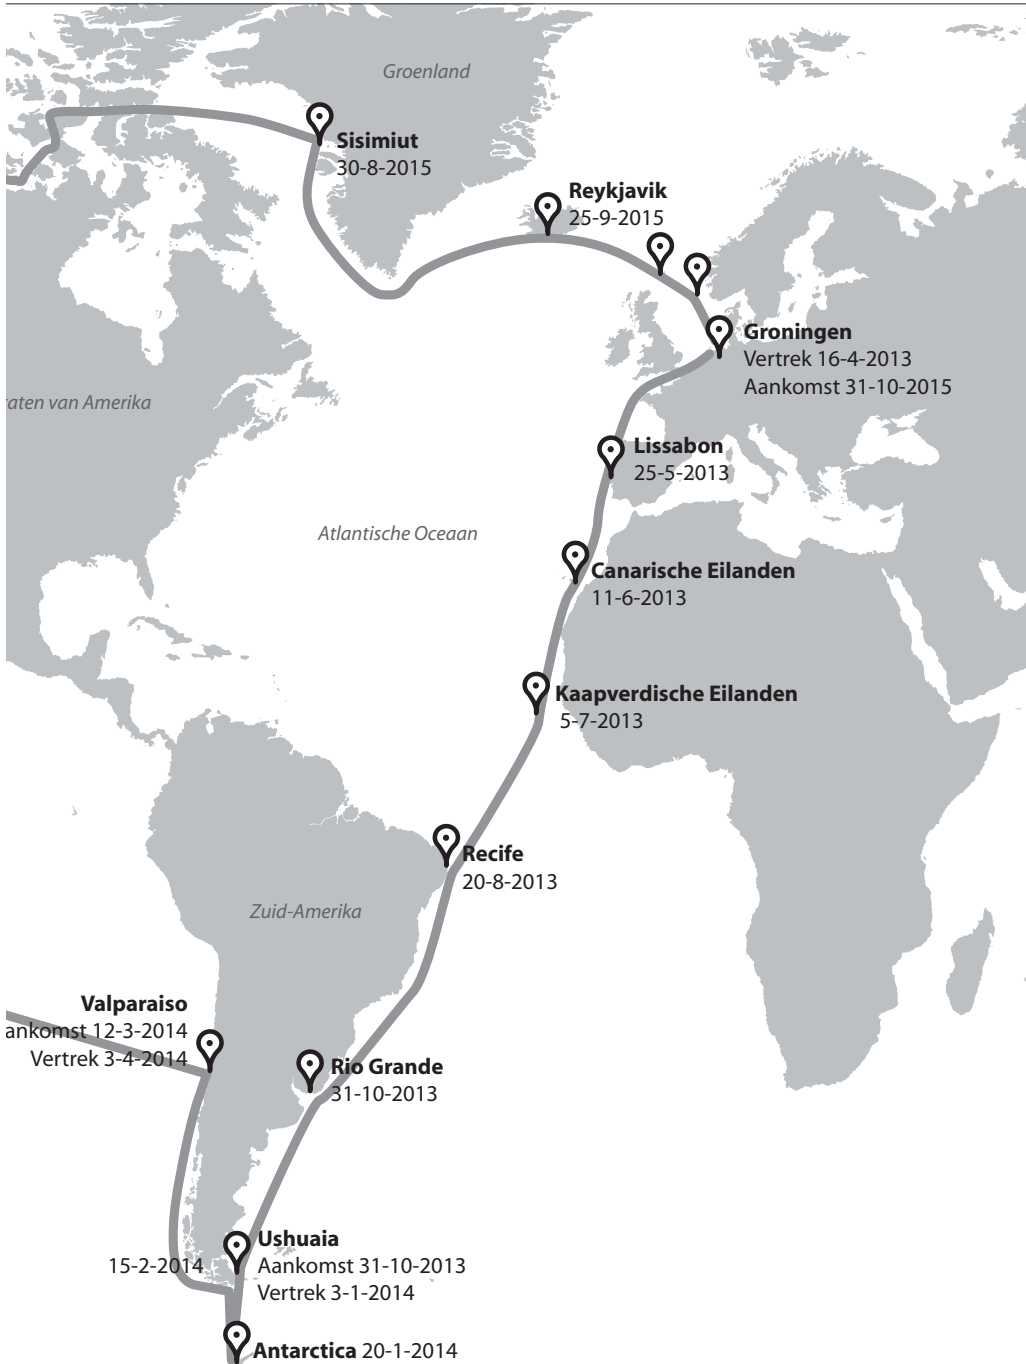 Groenland
Sisimiut
30-8-2015
Reykjavik
25-9-2015
Groningen
Vertrek 16-4-2013
Aankomst 31-10-2015
raten van Amerika
Lissabon
25-5-2013
Atlantische Oceaan
Canarische Eilanden
11-6-2013
Kaapverdische Eilanden
5-7-2013
Recife
20-8-2013
Zuid-Amerika
Valparaiso
ankomst 12-3-2014
Vertrek 3-4-2014
Rio Grande
31-10-2013
Ushuaia
15-2-2014
Aankomst 31-10-2013
Vertrek 3-1-2014
Antarctica 20-1-2014